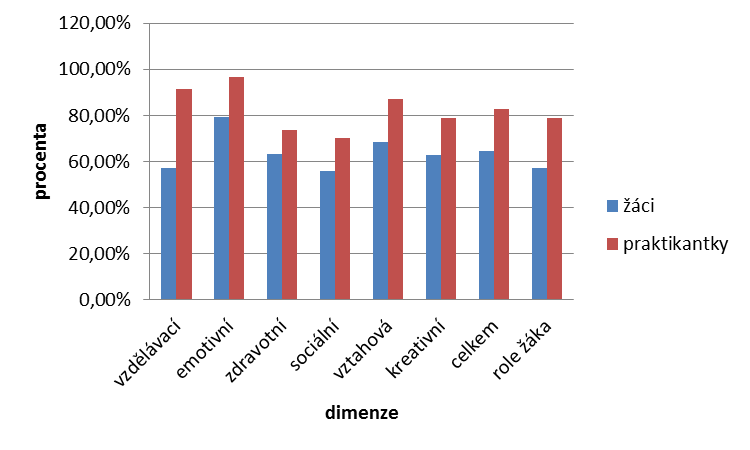 120,00%
100,00%
80,00%
60,00%
40,00%
20,00%
0,00%
procenta
vzdělávací
emotivní
zdravotní
sociální
vztahová
kreativní
celkem
role žáka
dimenze
žáci
praktikantky